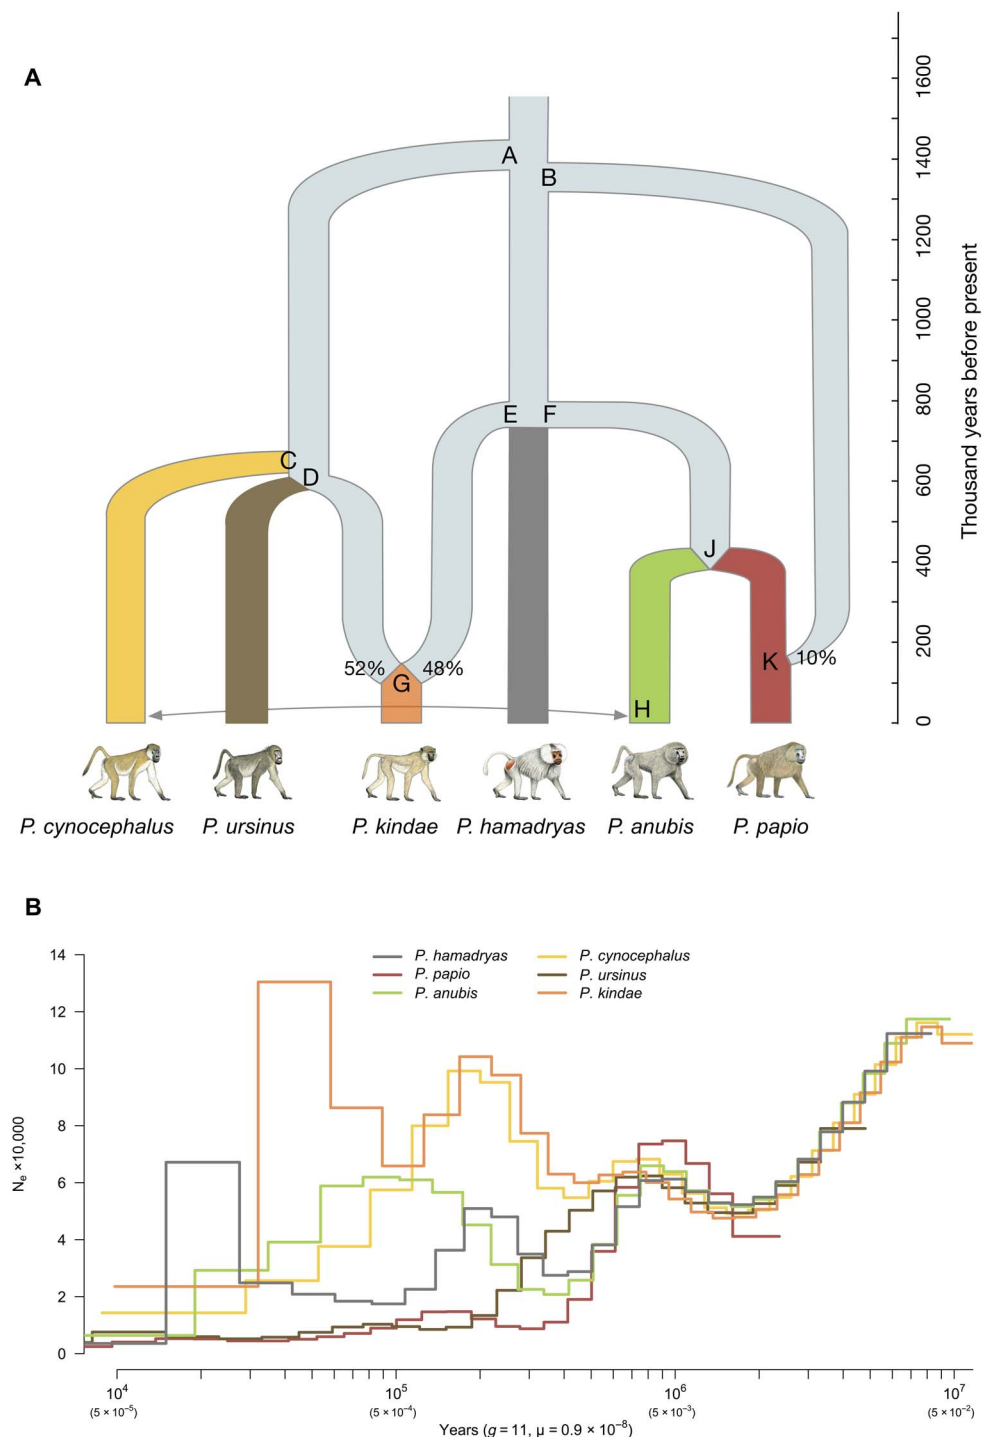 A
A
B
C
D
E
F
J
52%
48%
G
H
K
10%
0
200
400
600
800
1000
1200
1400
1600
Thousand years before present
P. cynocephalus
P. ursinus
P. kindae
P. hamadryas
P. anubis
P. papio
B
P. hamadryas
P. papio
P. anubis
P. cynocephalus
P. ursinus
P. kindae
14
12
10
8
6
4
2
0
Nₑ ×10,000
10⁴
(5 × 10⁻⁵)
10⁵
(5 × 10⁻⁴)
10⁶
(5 × 10⁻³)
10⁷
(5 × 10⁻²)
Years (g = 11, μ = 0.9 × 10⁻⁸)